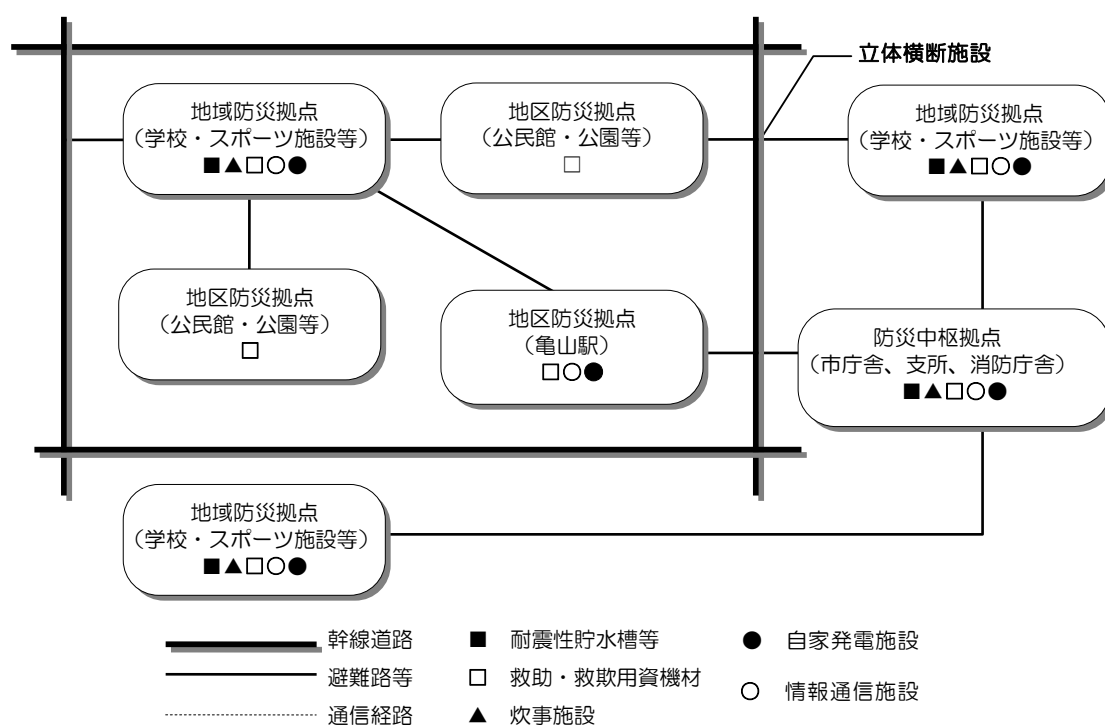 立体横断施設
地域防災拠点
(学校・スポーツ施設等)
■▲□○●
地区防災拠点
(公民館・公園等)
□
地域防災拠点
(学校・スポーツ施設等)
■▲□○●
地区防災拠点
(公民館・公園等)
□
地区防災拠点
(亀山駅)
□○●
防災中枢拠点
(市庁舎、支所、消防庁舎)
■▲□○●
地域防災拠点
(学校・スポーツ施設等)
■▲□○●
幹線道路
避難路等
通信経路
■ 耐震性貯水槽等
□ 救助・救欺用資機材
▲ 炊事施設
● 自家発電施設
○ 情報通信施設